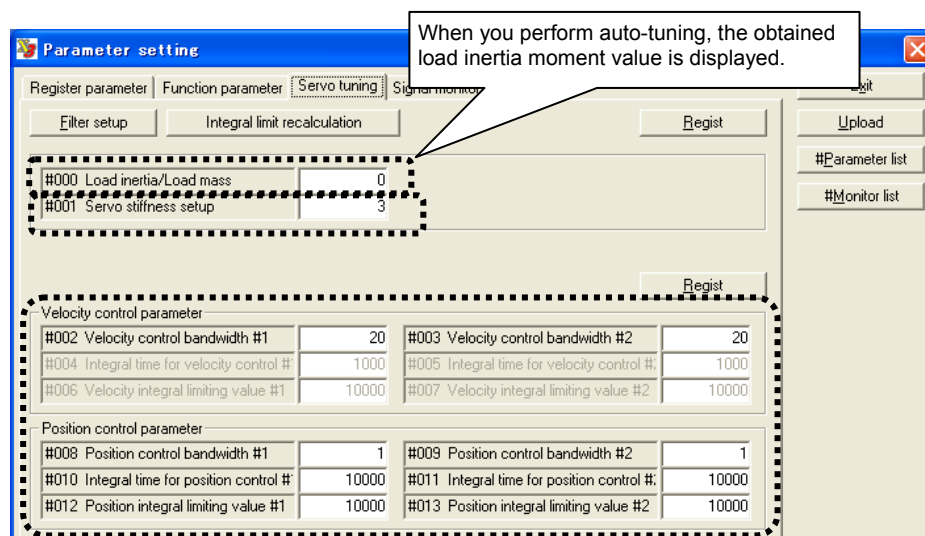 When you perform auto-tuning, the obtained
load inertia moment value is displayed.
Parameter setting
Register parameter Function parameter Servo tuning Signal monitor
Filter setup Integral limit recalculation Regist
#000 Load inertia/Load mass 0
#001 Servo stiffness setup 3
Regist
Velocity control parameter
#002 Velocity control bandwidth #1 20 #003 Velocity control bandwidth #2 20
#004 Integral time for velocity control # 1000 #005 Integral time for velocity control # 1000
#006 Velocity integral limiting value #1 10000 #007 Velocity integral limiting value #2 10000
Position control parameter
#008 Position control bandwidth #1 1 #009 Position control bandwidth #2 1
#010 Integral time for position control # 10000 #011 Integral time for position control # 10000
#012 Position integral limiting value #1 10000 #013 Position integral limiting value #2 10000
Exit
Upload
#Parameter list
#Monitor list